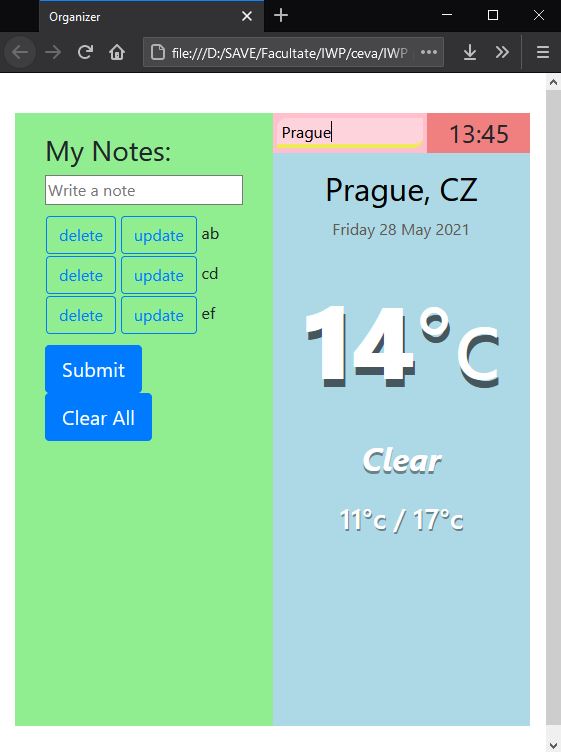 Organizer
file:///D:/SAVE/Facultate/IWP/ceva/IWP
My Notes:
Write a note
delete update ab
delete update cd
delete update ef
Submit
Clear All
Prague 13:45
Prague, CZ
Friday 28 May 2021
14°c
Clear
11°c / 17°c